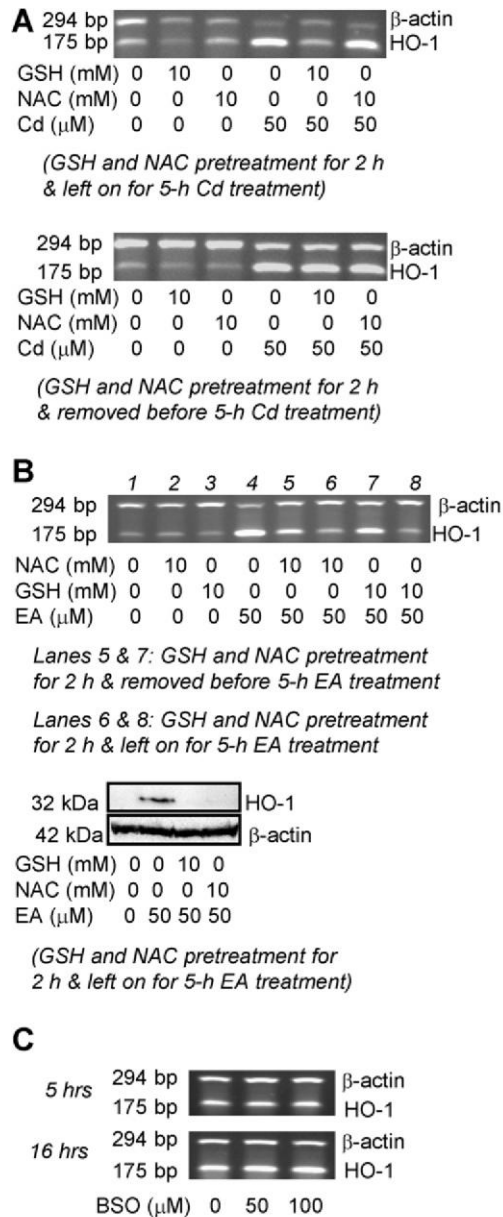 A
294 bp β-actin
175 bp HO-1
GSH (mM) 0 10 0 0 10 0
NAC (mM) 0 0 10 0 0 10
Cd (μM) 0 0 0 50 50 50
(GSH and NAC pretreatment for 2 h
& left on for 5-h Cd treatment)
294 bp β-actin
175 bp HO-1
GSH (mM) 0 10 0 0 10 0
NAC (mM) 0 0 10 0 0 10
Cd (μM) 0 0 0 50 50 50
(GSH and NAC pretreatment for 2 h
& removed before 5-h Cd treatment)
B
1 2 3 4 5 6 7 8
294 bp β-actin
175 bp HO-1
NAC (mM) 0 10 0 0 10 10 0 0
GSH (mM) 0 0 10 0 0 0 10 10
EA (μM) 0 0 0 50 50 50 50 50
Lanes 5 & 7: GSH and NAC pretreatment
for 2 h & removed before 5-h EA treatment
Lanes 6 & 8: GSH and NAC pretreatment
for 2 h & left on for 5-h EA treatment
32 kDa HO-1
42 kDa β-actin
GSH (mM) 0 0 10 0
NAC (mM) 0 0 0 10
EA (μM) 0 50 50 50
(GSH and NAC pretreatment for
2 h & left on for 5-h EA treatment)
C
5 hrs 294 bp β-actin
175 bp HO-1
16 hrs 294 bp β-actin
175 bp HO-1
BSO (μM) 0 50 100